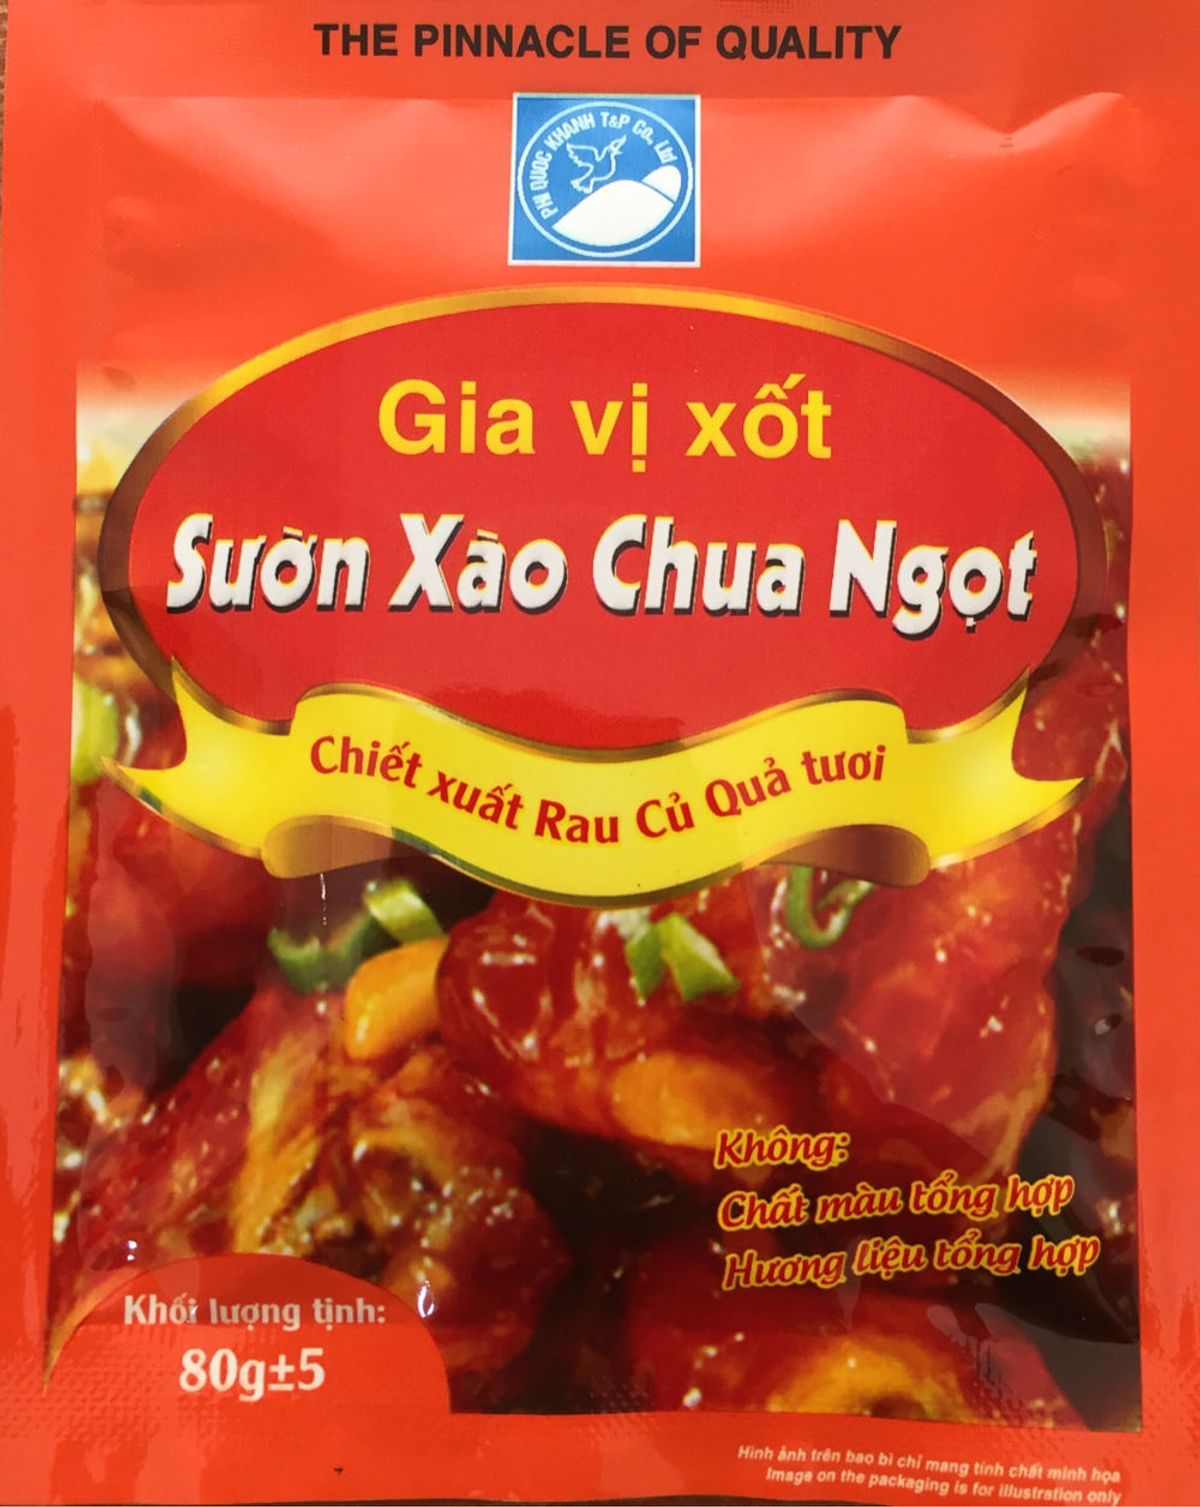 THE PINNACLE OF QUALITY
PHI QUOC KHANH T&P Co., Ltd
Gia vị xốt
Sườn Xào Chua Ngọt
Chiết xuất Rau Củ Quả tươi
Không:
Chất màu tổng hợp
Hương liệu tổng hợp
Khối lượng tịnh:
80g±5
Hình ảnh trên bao bì chỉ mang tính chất minh họa
Image on the packaging is for illustration only